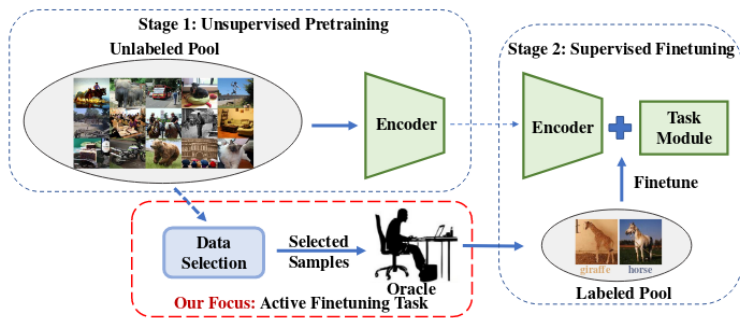 Stage 1: Unsupervised Pretraining
Unlabeled Pool
Encoder
Stage 2: Supervised Finetuning
Encoder
Task
Module
Finetune
Data
Selection
Selected
Samples
Oracle
Our Focus: Active Finetuning Task
giraffe
horse
Labeled Pool